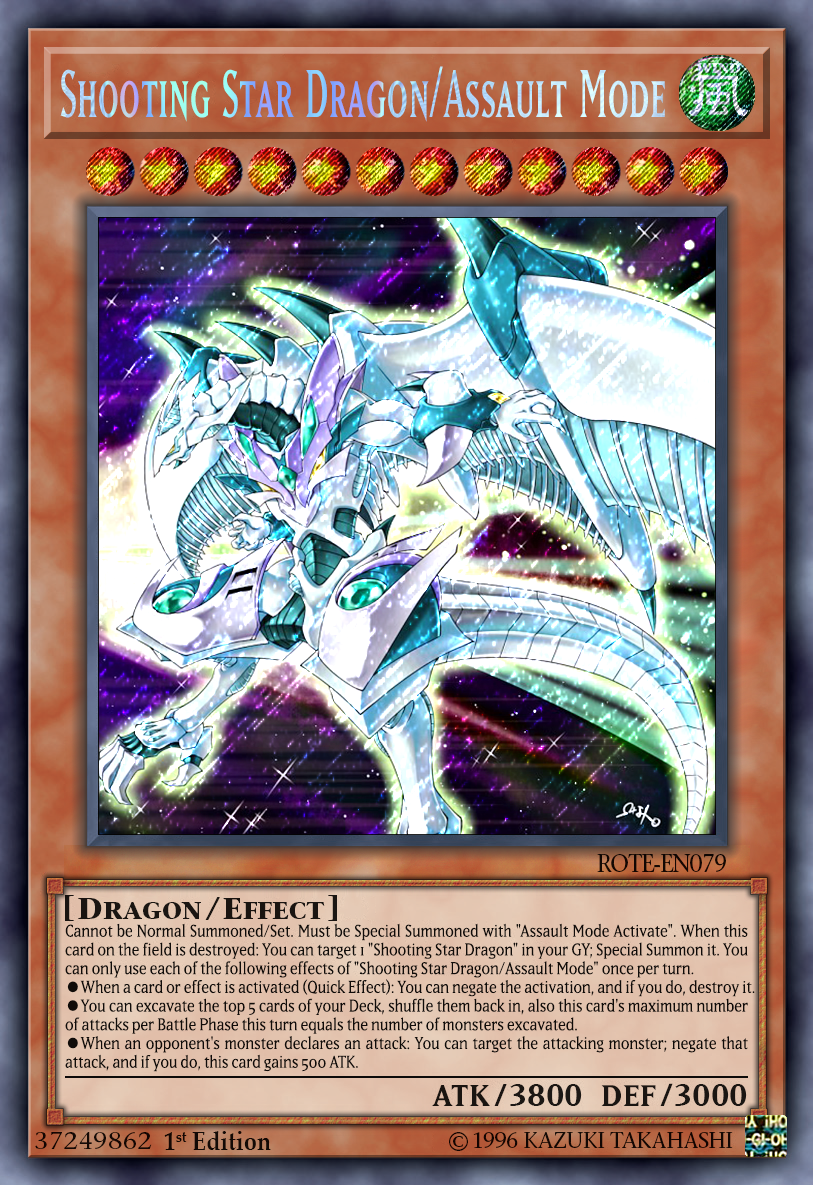 SHOOTING STAR DRAGON/ASSAULT MODE
嵐
ROTE-EN079
[DRAGON/EFFECT]
Cannot be Normal Summoned/Set. Must be Special Summoned with "Assault Mode Activate". When this
card on the field is destroyed: You can target 1 "Shooting Star Dragon" in your GY; Special Summon it. You
can only use each of the following effects of "Shooting Star Dragon/Assault Mode" once per turn.
●When a card or effect is activated (Quick Effect): You can negate the activation, and if you do, destroy it.
●You can excavate the top 5 cards of your Deck, shuffle them back in, also this card's maximum number
of attacks per Battle Phase this turn equals the number of monsters excavated.
●When an opponent's monster declares an attack: You can target the attacking monster; negate that
attack, and if you do, this card gains 500 ATK.
ATK/3800 DEF/3000
37249862 1st Edition
© 1996 KAZUKI TAKAHASHI